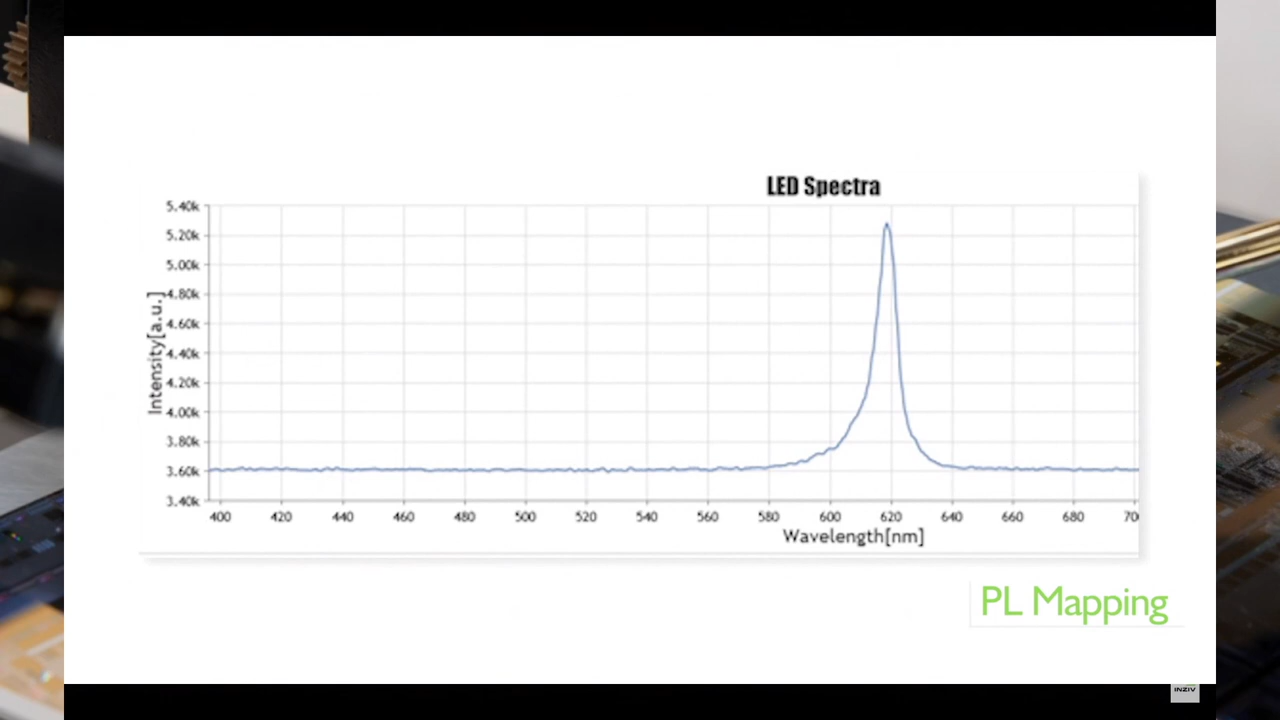 LED Spectra
5.40k
5.20k
5.00k
4.80k
4.60k
4.40k
4.20k
4.00k
3.80k
3.60k
3.40k
Intensity[a.u.]
400 420 440 460 480 500 520 540 560 580 600 620 640 660 680 70
Wavelength[nm]
PL Mapping
INZIV